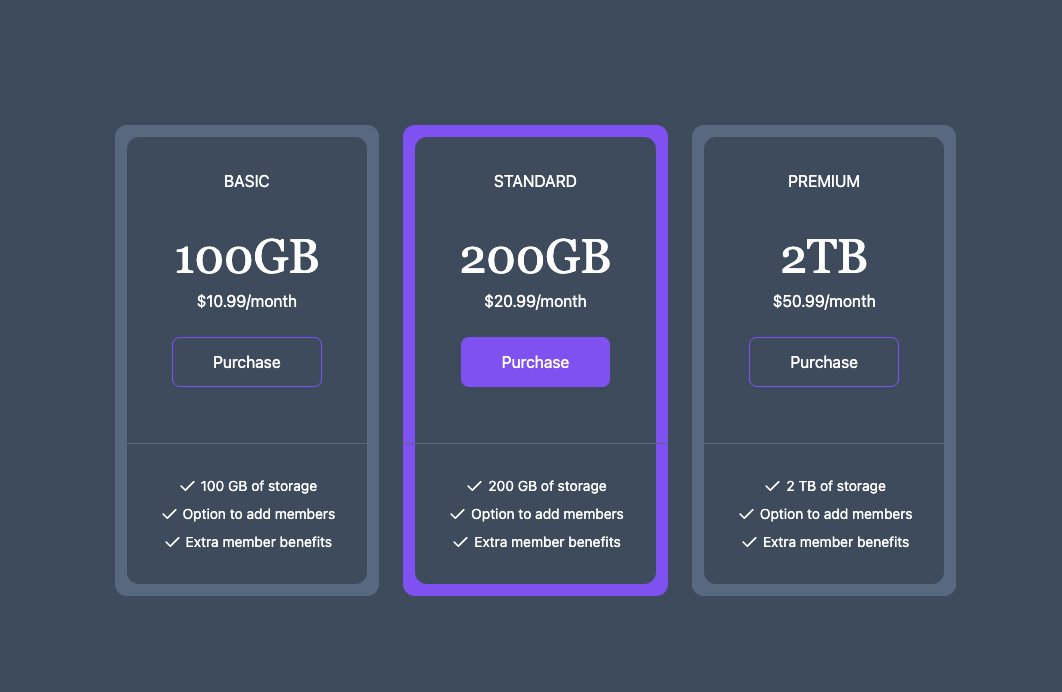 BASIC
100GB
$10.99/month
Purchase
100 GB of storage
Option to add members
Extra member benefits
STANDARD
200GB
$20.99/month
Purchase
200 GB of storage
Option to add members
Extra member benefits
PREMIUM
2TB
$50.99/month
Purchase
2 TB of storage
Option to add members
Extra member benefits